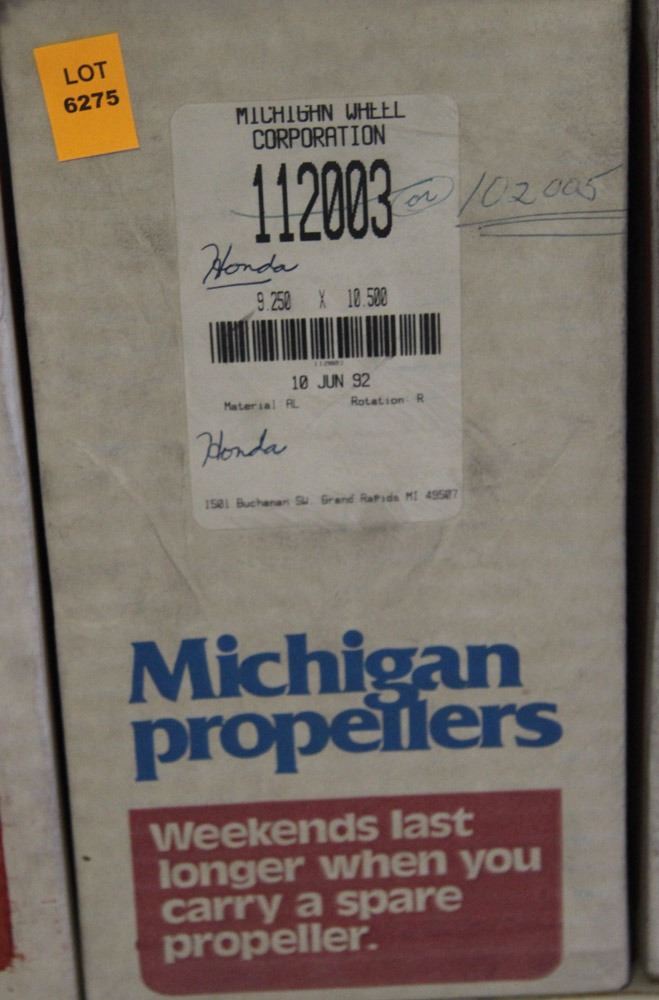 LOT
6275
MICHIGAN WHEEL
CORPORATION
112003 or 102005
Honda
9.250 X 10.500
10 JUN 92
Material AL Rotation R
Honda
1501 Buchanan SW Grand Rapids MI 49507
Michigan
propellers
Weekends last
longer when you
carry a spare
propeller.